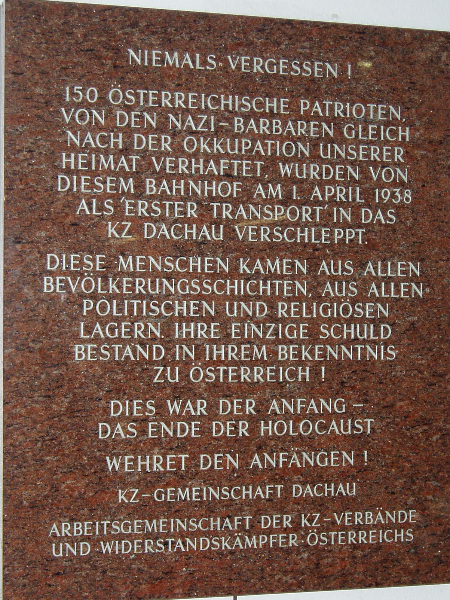 NIEMALS VERGESSEN !
150 ÖSTERREICHISCHE PATRIOTEN,
VON DEN NAZI-BARBAREN GLEICH
NACH DER OKKUPATION UNSERER
HEIMAT VERHAFTET, WURDEN VON
DIESEM BAHNHOF AM 1. APRIL 1938
ALS 'ERSTER TRANSPORT' IN DAS
KZ DACHAU VERSCHLEPPT.
DIESE MENSCHEN KAMEN AUS ALLEN
BEVÖLKERUNGSSCHICHTEN, AUS ALLEN
POLITISCHEN UND RELIGIÖSEN
LAGERN. IHRE EINZIGE SCHULD
BESTAND IN IHREM BEKENNTNIS
ZU ÖSTERREICH !
DIES WAR DER ANFANG –
DAS ENDE DER HOLOCAUST
WEHRET DEN ANFÄNGEN !
KZ-GEMEINSCHAFT DACHAU
ARBEITSGEMEINSCHAFT DER KZ-VERBÄNDE
UND WIDERSTANDSKÄMPFER ÖSTERREICHS